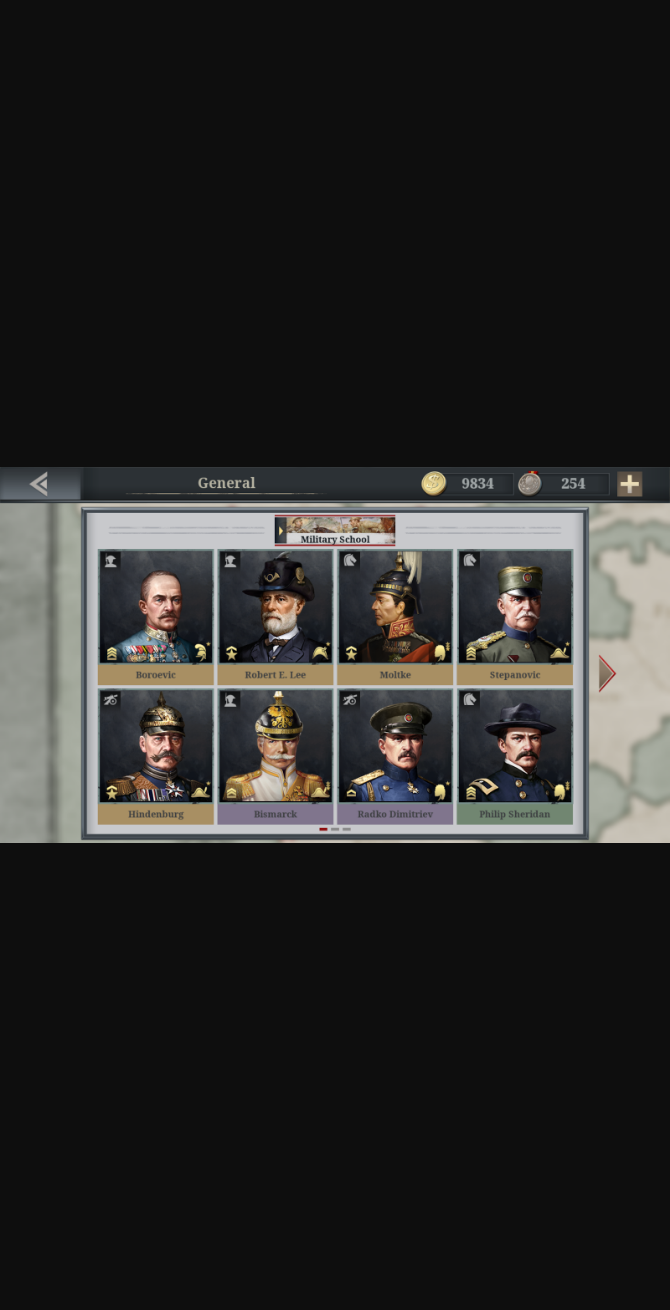 General
9834
254
Military School
Boroevic
Robert E. Lee
Moltke
Stepanovic
Hindenburg
Bismarck
Radko Dimitriev
Philip Sheridan